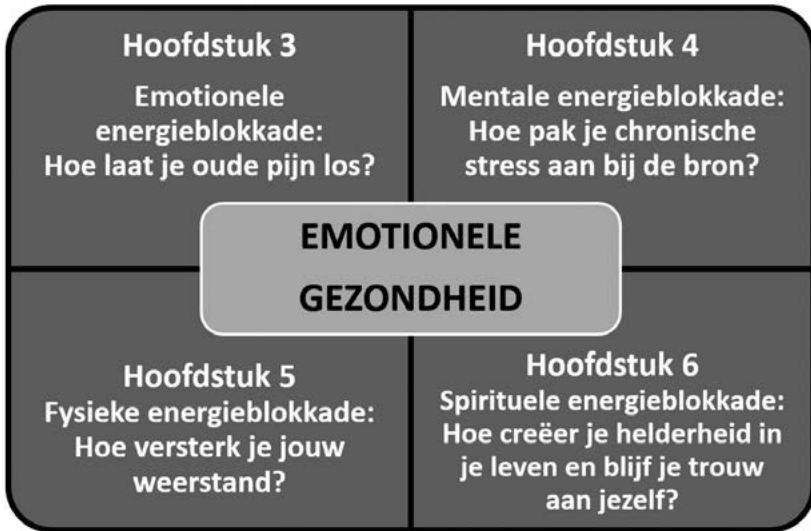 Hoofdstuk 3
Emotionele
energieblokkade:
Hoe laat je oude pijn los?
Hoofdstuk 4
Mentale energieblokkade:
Hoe pak je chronische
stress aan bij de bron?
EMOTIONELE
GEZONDHEID
Hoofdstuk 5
Fysieke energieblokkade:
Hoe versterk je jouw
weerstand?
Hoofdstuk 6
Spirituele energieblokkade:
Hoe creëer je helderheid in
je leven en blijf je trouw
aan jezelf?